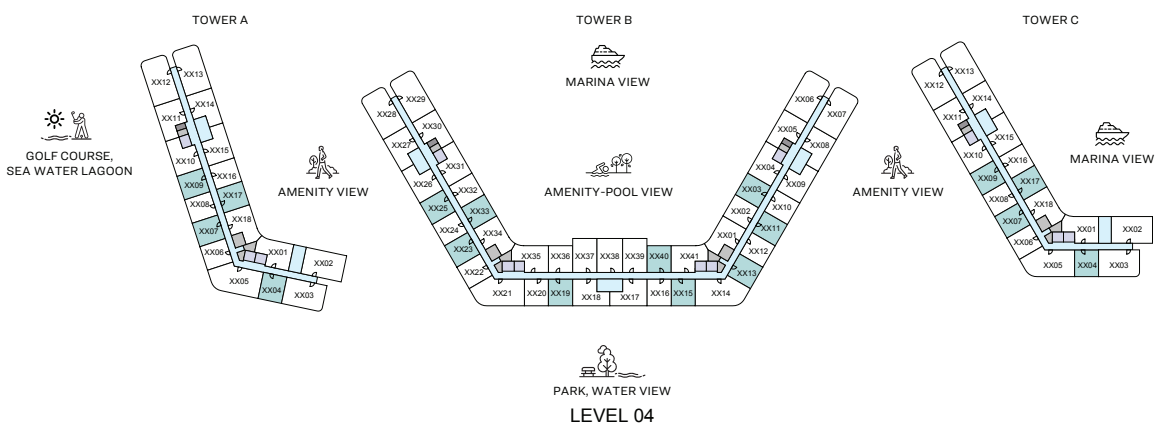 TOWER A
TOWER B
TOWER C
MARINA VIEW
GOLF COURSE,
SEA WATER LAGOON
AMENITY VIEW
AMENITY-POOL VIEW
AMENITY VIEW
MARINA VIEW
XX12
XX13
XX11
XX14
XX10
XX15
XX09
XX16
XX08
XX17
XX07
XX18
XX06
XX05
XX01
XX02
XX04
XX03
XX28
XX29
XX27
XX30
XX26
XX31
XX25
XX32
XX24
XX33
XX23
XX34
XX22
XX21
XX35
XX36
XX37
XX38
XX39
XX40
XX41
XX20
XX19
XX18
XX17
XX16
XX15
XX14
XX01
XX02
XX03
XX04
XX05
XX06
XX07
XX08
XX09
XX10
XX11
XX12
XX13
XX12
XX13
XX11
XX14
XX10
XX15
XX09
XX16
XX08
XX17
XX07
XX18
XX06
XX05
XX01
XX02
XX04
XX03
PARK, WATER VIEW
LEVEL 04